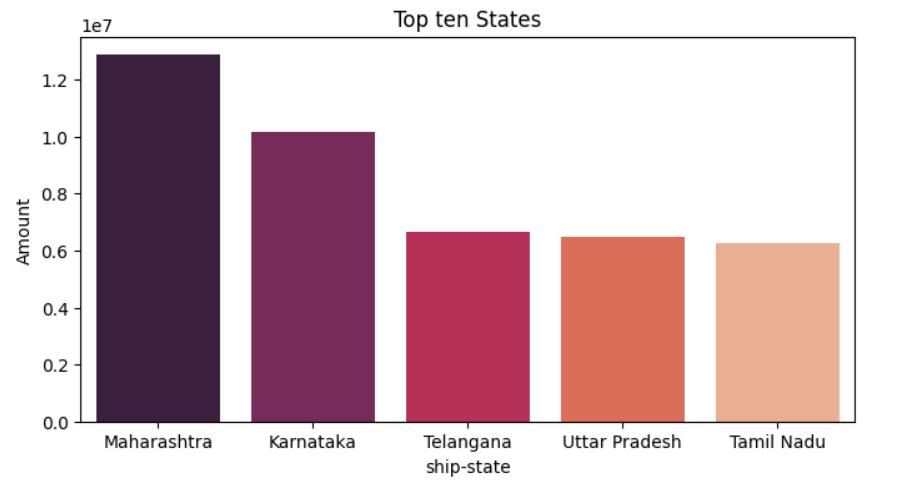 Top ten States
1e7
1.2
1.0
0.8
0.6
0.4
0.2
0.0
Amount
Maharashtra Karnataka Telangana Uttar Pradesh Tamil Nadu
ship-state